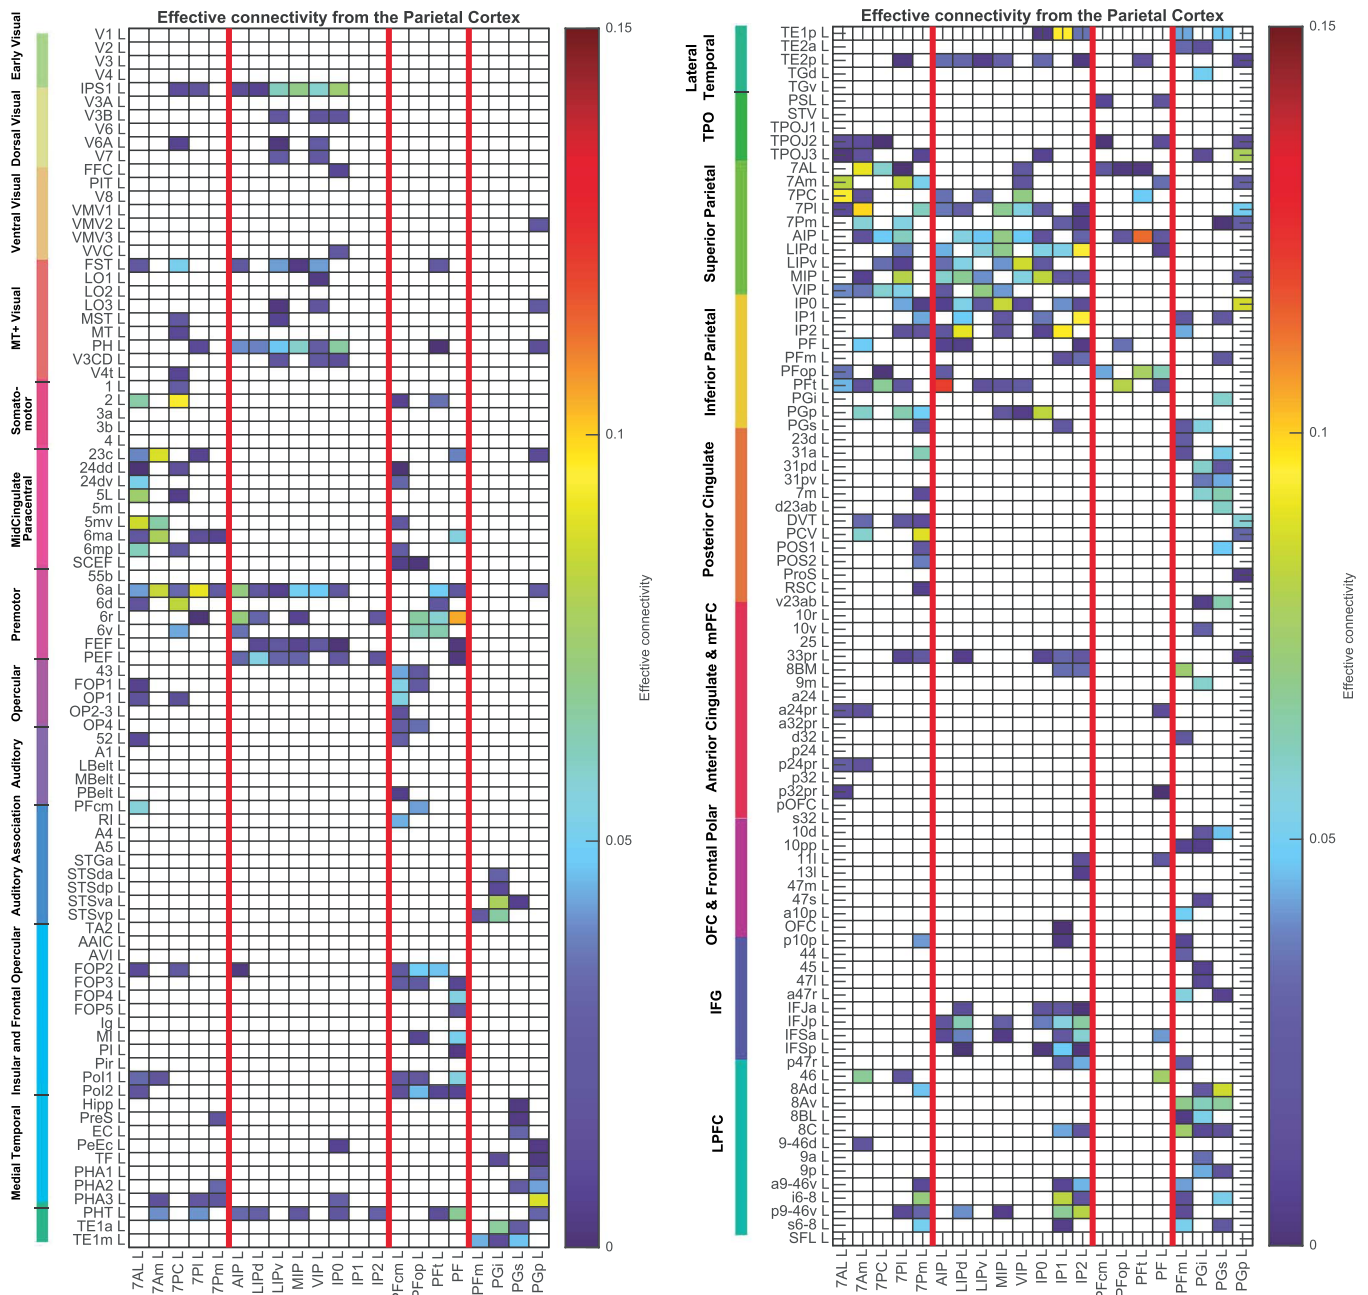 Effective connectivity from the Parietal Cortex
V1 L
V2 L
V3 L
V4 L
IPS1 L
V3A L
V3B L
V6 L
V6A L
V7 L
FFC L
PIT L
V8 L
VMV1 L
VMV2 L
VMV3 L
VVC L
FST L
LO1 L
LO2 L
LO3 L
MST L
MT L
PH L
V3CD L
V4t L
1 L
2 L
3a L
3b L
4 L
23c L
24dd L
24dv L
5L L
5m L
5mv L
6ma L
6mp L
SCEF L
55b L
6a L
6d L
6r L
6v L
FEF L
PEF L
43 L
FOP1 L
OP1 L
OP2-3 L
OP4 L
52 L
A1 L
LBelt L
MBelt L
PBelt L
PFcm L
RI L
A4 L
A5 L
STGa L
STSda L
STSdp L
STSva L
STSvp L
TA2 L
AAIC L
AVI L
FOP2 L
FOP3 L
FOP4 L
FOP5 L
Ig L
MI L
PI L
Pir L
PoI1 L
PoI2 L
Hipp L
PreS L
EC L
PeEc L
TF L
PHA1 L
PHA2 L
PHA3 L
PHT L
TE1a L
TE1m L
Early Visual
Dorsal Visual
Ventral Visual
MT+ Visual
Somato-
motor
MidCingulate
Paracentral
Premotor
Opercular
Auditory
Auditory Association
Insular and Frontal Opercular
Medial Temporal
7AL L
7Am L
7PC L
7Pl L
7Pm L
AIP L
LIPd L
LIPv L
MIP L
VIP L
IP0 L
IP1 L
IP2 L
PFcm L
PFop L
PFt L
PF L
PFm L
PGi L
PGs L
PGp L
0.15
0.1
0.05
0
Effective connectivity
Effective connectivity from the Parietal Cortex
TE1p L
TE2a L
TE2p L
TGd L
TGv L
PSL L
STV L
TPOJ1 L
TPOJ2 L
TPOJ3 L
7AL L
7Am L
7PC L
7Pl L
7Pm L
AIP L
LIPd L
LIPv L
MIP L
VIP L
IP0 L
IP1 L
IP2 L
PF L
PFm L
PFop L
PFt L
PGi L
PGp L
PGs L
23d L
31a L
31pd L
31pv L
7m L
d23ab L
DVT L
PCV L
POS1 L
POS2 L
ProS L
RSC L
v23ab L
10r L
10v L
25 L
33pr L
8BM L
9m L
a24 L
a24pr L
a32pr L
d32 L
p24 L
p24pr L
p32 L
p32pr L
pOFC L
s32 L
10d L
10pp L
11l L
13l L
47m L
47s L
a10p L
OFC L
p10p L
44 L
45 L
47l L
a47r L
IFJa L
IFJp L
IFSa L
IFSp L
p47r L
46 L
8Ad L
8Av L
8BL L
8C L
9-46d L
9a L
9p L
a9-46v L
i6-8 L
p9-46v L
s6-8 L
SFL L
Lateral
Temporal
TPO
Superior Parietal
Inferior Parietal
Posterior Cingulate
Anterior Cingulate & mPFC
OFC & Frontal Polar
IFG
LPFC
7AL L
7Am L
7PC L
7Pl L
7Pm L
AIP L
LIPd L
LIPv L
MIP L
VIP L
IP0 L
IP1 L
IP2 L
PFcm L
PFop L
PFt L
PF L
PFm L
PGi L
PGs L
PGp L
0.15
0.1
0.05
0
Effective connectivity